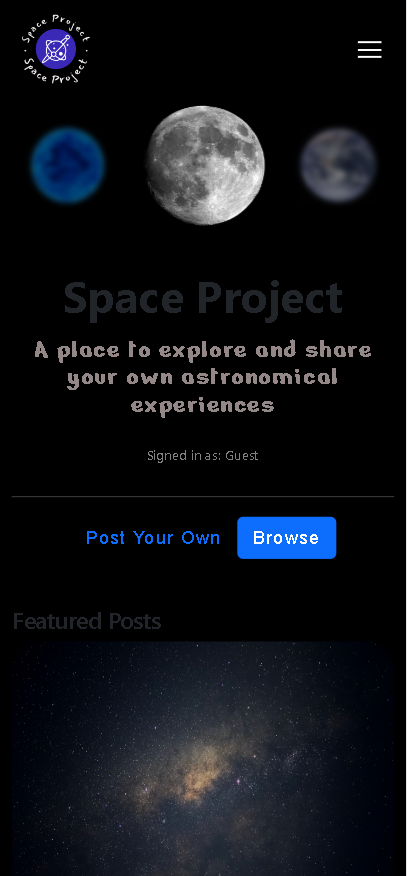 Space Project
Space Project
Space Project
A place to explore and share
your own astronomical
experiences
Signed in as: Guest
Post Your Own
Browse
Featured Posts